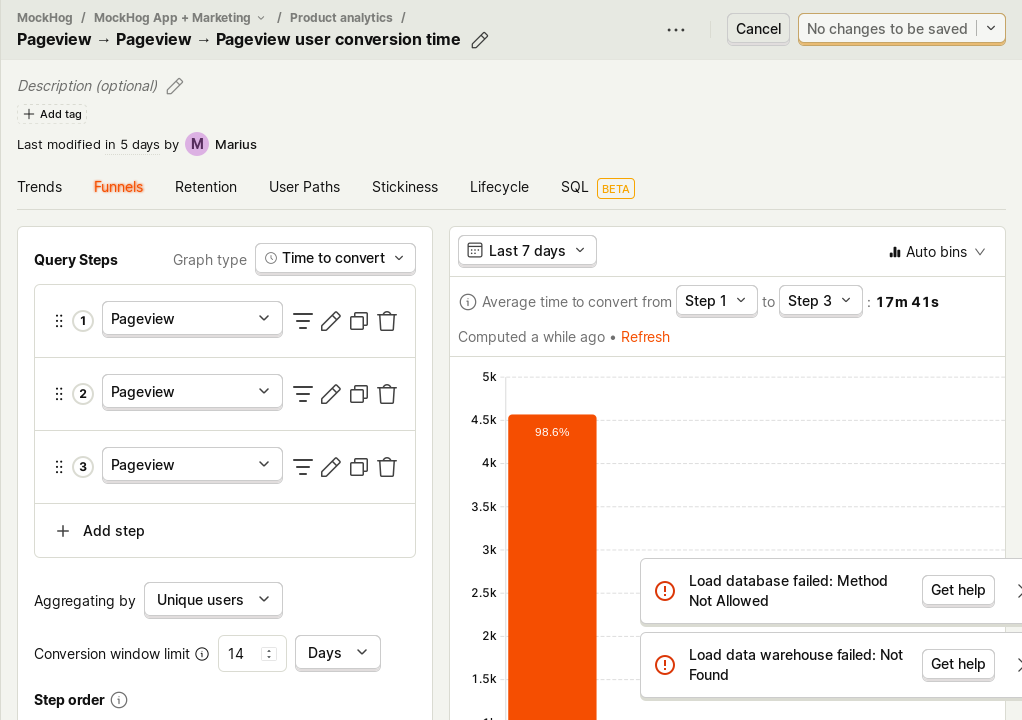 MockHog / MockHog App + Marketing / Product analytics /
Pageview → Pageview → Pageview user conversion time
Cancel
No changes to be saved
Description (optional)
Add tag
Last modified in 5 days by M Marius
Trends Funnels Retention User Paths Stickiness Lifecycle SQL BETA
Query Steps
Graph type Time to convert
1 Pageview
2 Pageview
3 Pageview
Add step
Aggregating by Unique users
Conversion window limit 14 Days
Step order
Last 7 days
Auto bins
Average time to convert from Step 1 to Step 3 : 17m 41s
Computed a while ago • Refresh
5k
4.5k
98.6%
4k
3.5k
3k
2.5k
2k
1.5k
Load database failed: Method
Not Allowed
Get help
Load data warehouse failed: Not
Found
Get help